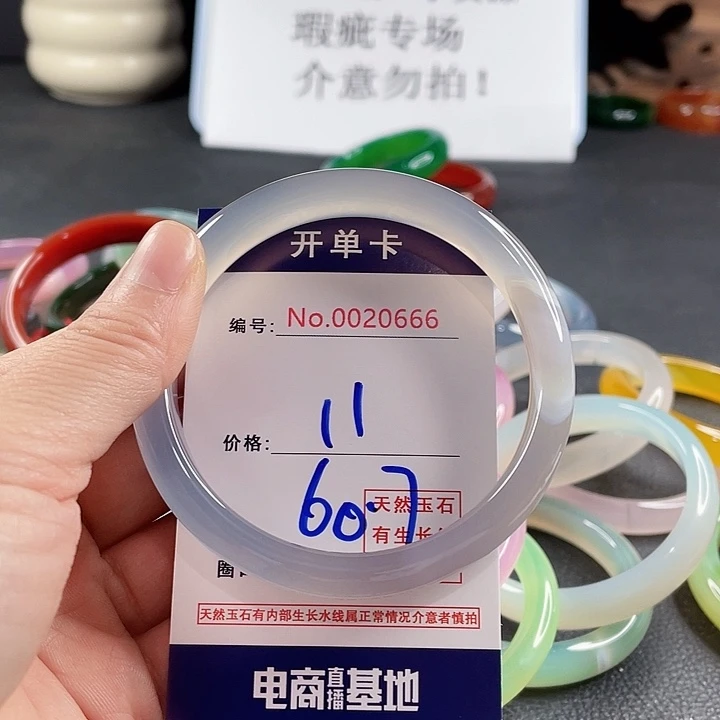 瑕疵专场
介意勿拍！
开单卡
编号: No.0020666
价格: 11
60.7
天然玉石
有生长
圈
天然玉石有内部生长水线属正常情况介意者慎拍
电商直播基地